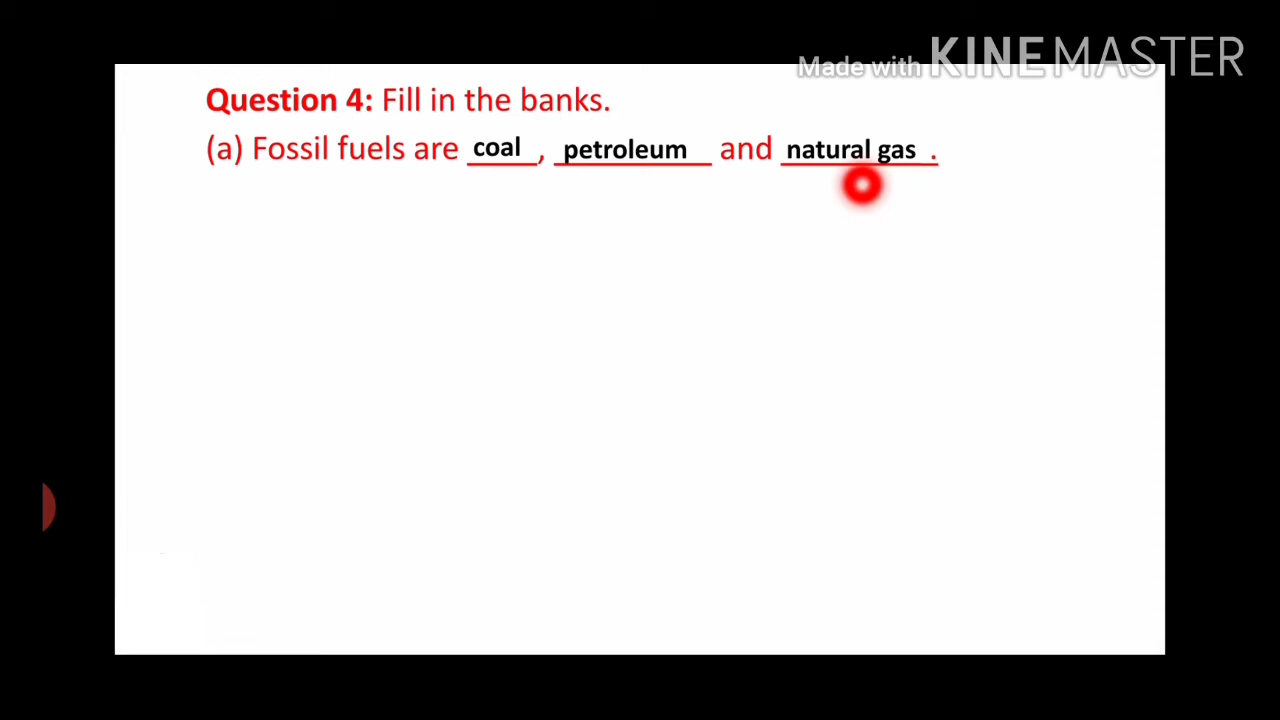 Made with KINEMASTER
Question 4: Fill in the banks.
(a) Fossil fuels are coal, petroleum and natural gas.